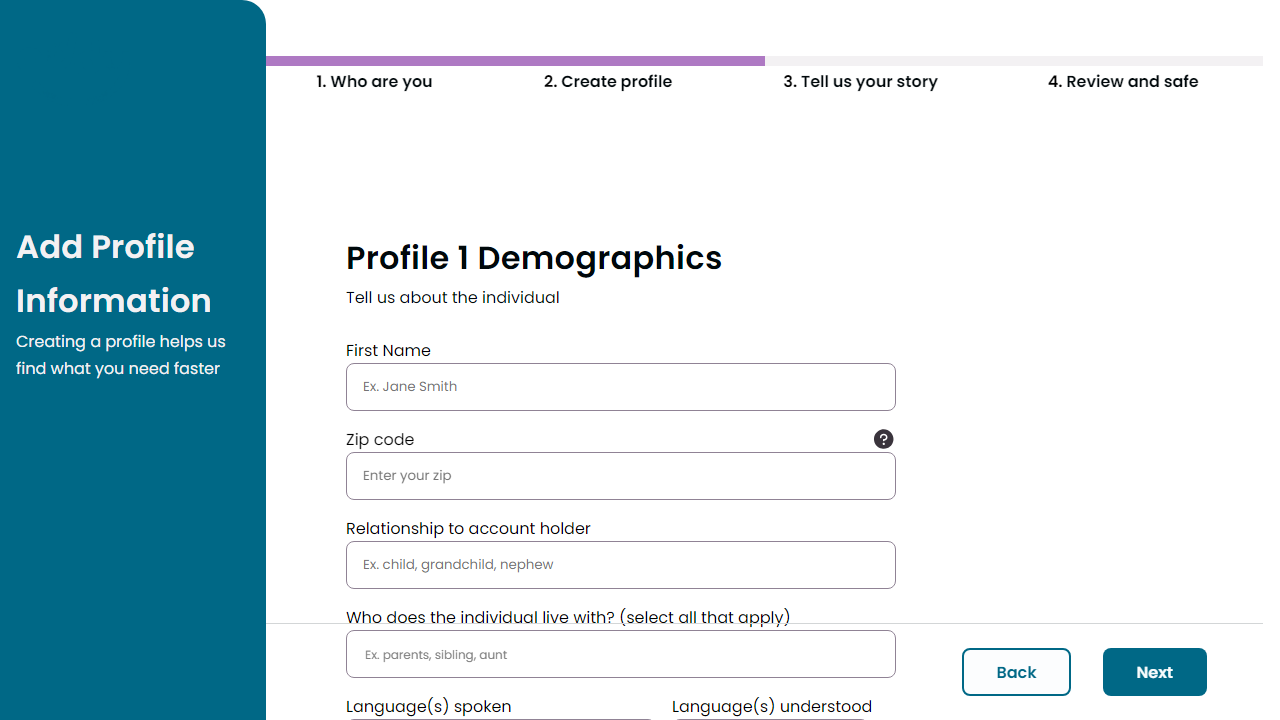 1. Who are you
2. Create profile
3. Tell us your story
4. Review and safe
Add Profile
Information
Creating a profile helps us
find what you need faster
Profile 1 Demographics
Tell us about the individual
First Name
Ex. Jane Smith
Zip code
?
Enter your zip
Relationship to account holder
Ex. child, grandchild, nephew
Who does the individual live with? (select all that apply)
Ex. parents, sibling, aunt
Language(s) spoken
Language(s) understood
Back
Next